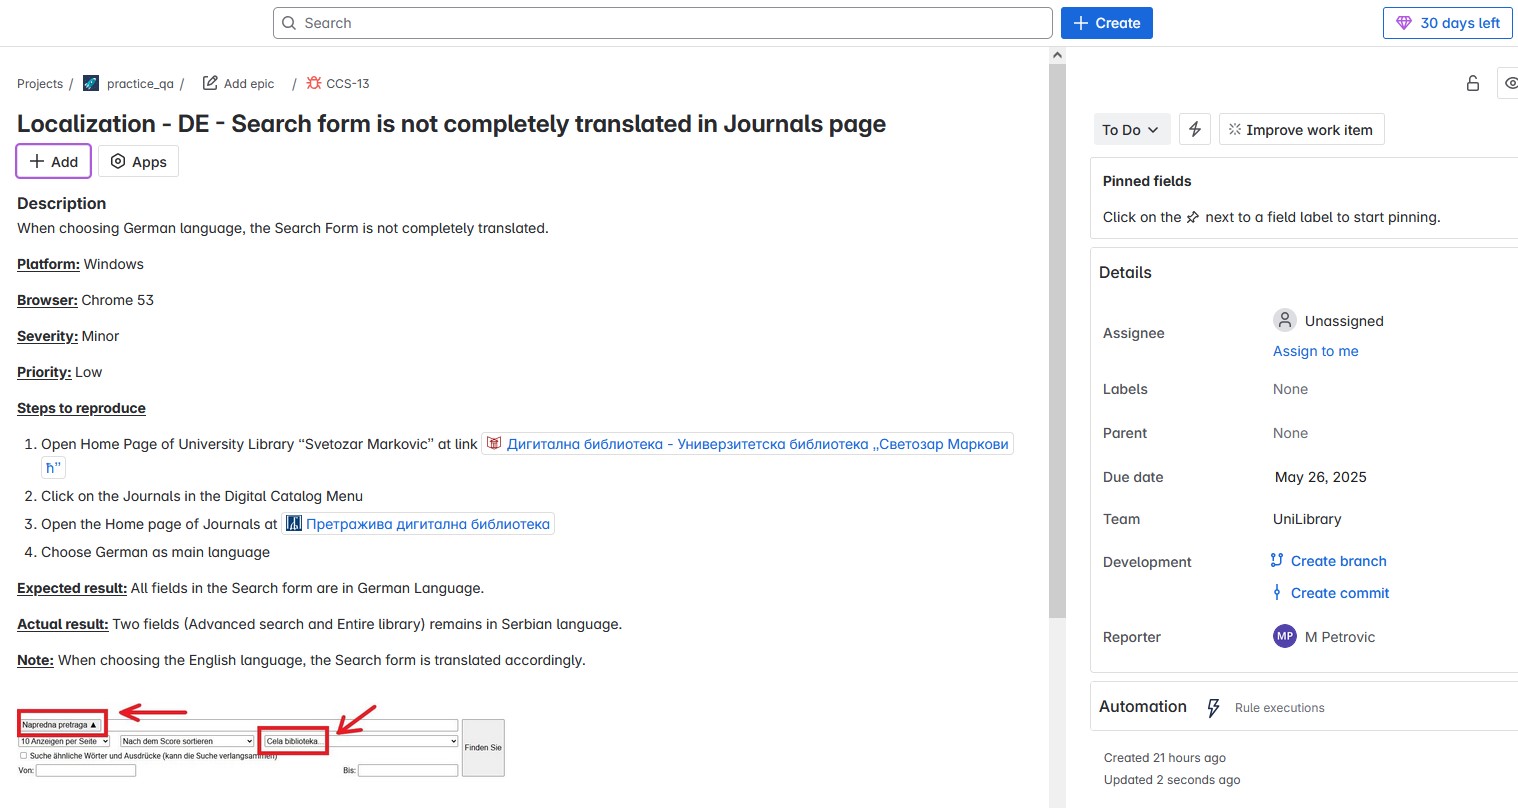 Search
Create
30 days left
Projects / practice_qa / Add epic / CCS-13
Localization - DE - Search form is not completely translated in Journals page
Add
Apps
Description
When choosing German language, the Search Form is not completely translated.
Platform: Windows
Browser: Chrome 53
Severity: Minor
Priority: Low
Steps to reproduce
1. Open Home Page of University Library “Svetozar Markovic” at link Дигитална библиотека - Универзитетска библиотека „Светозар Маркови
ћ”
2. Click on the Journals in the Digital Catalog Menu
3. Open the Home page of Journals at Претражива дигитална библиотека
4. Choose German as main language
Expected result: All fields in the Search form are in German Language.
Actual result: Two fields (Advanced search and Entire library) remains in Serbian language.
Note: When choosing the English language, the Search form is translated accordingly.
Napredna pretraga ▲
10 Anzeigen per Seite
Nach dem Score sortieren
Cela biblioteka...
Finden Sie
Suche ähnliche Wörter und Ausdrücke (kann die Suche verlangsammen)
Von:
Bis:
To Do
Improve work item
Pinned fields
Click on the next to a field label to start pinning.
Details
Assignee
Unassigned
Assign to me
Labels
None
Parent
None
Due date
May 26, 2025
Team
UniLibrary
Development
Create branch
Create commit
Reporter
MP
M Petrovic
Automation
Rule executions
Created 21 hours ago
Updated 2 seconds ago